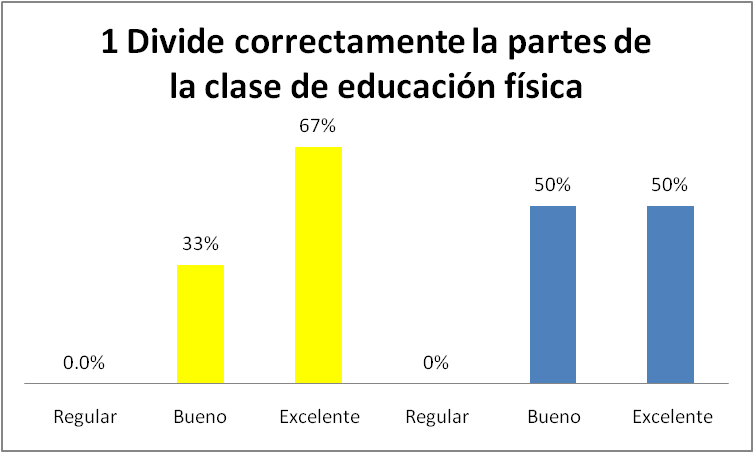 1 Divide correctamente la partes de
la clase de educación física
67%
50%
50%
33%
0.0%
0%
Regular Bueno Excelente Regular Bueno Excelente